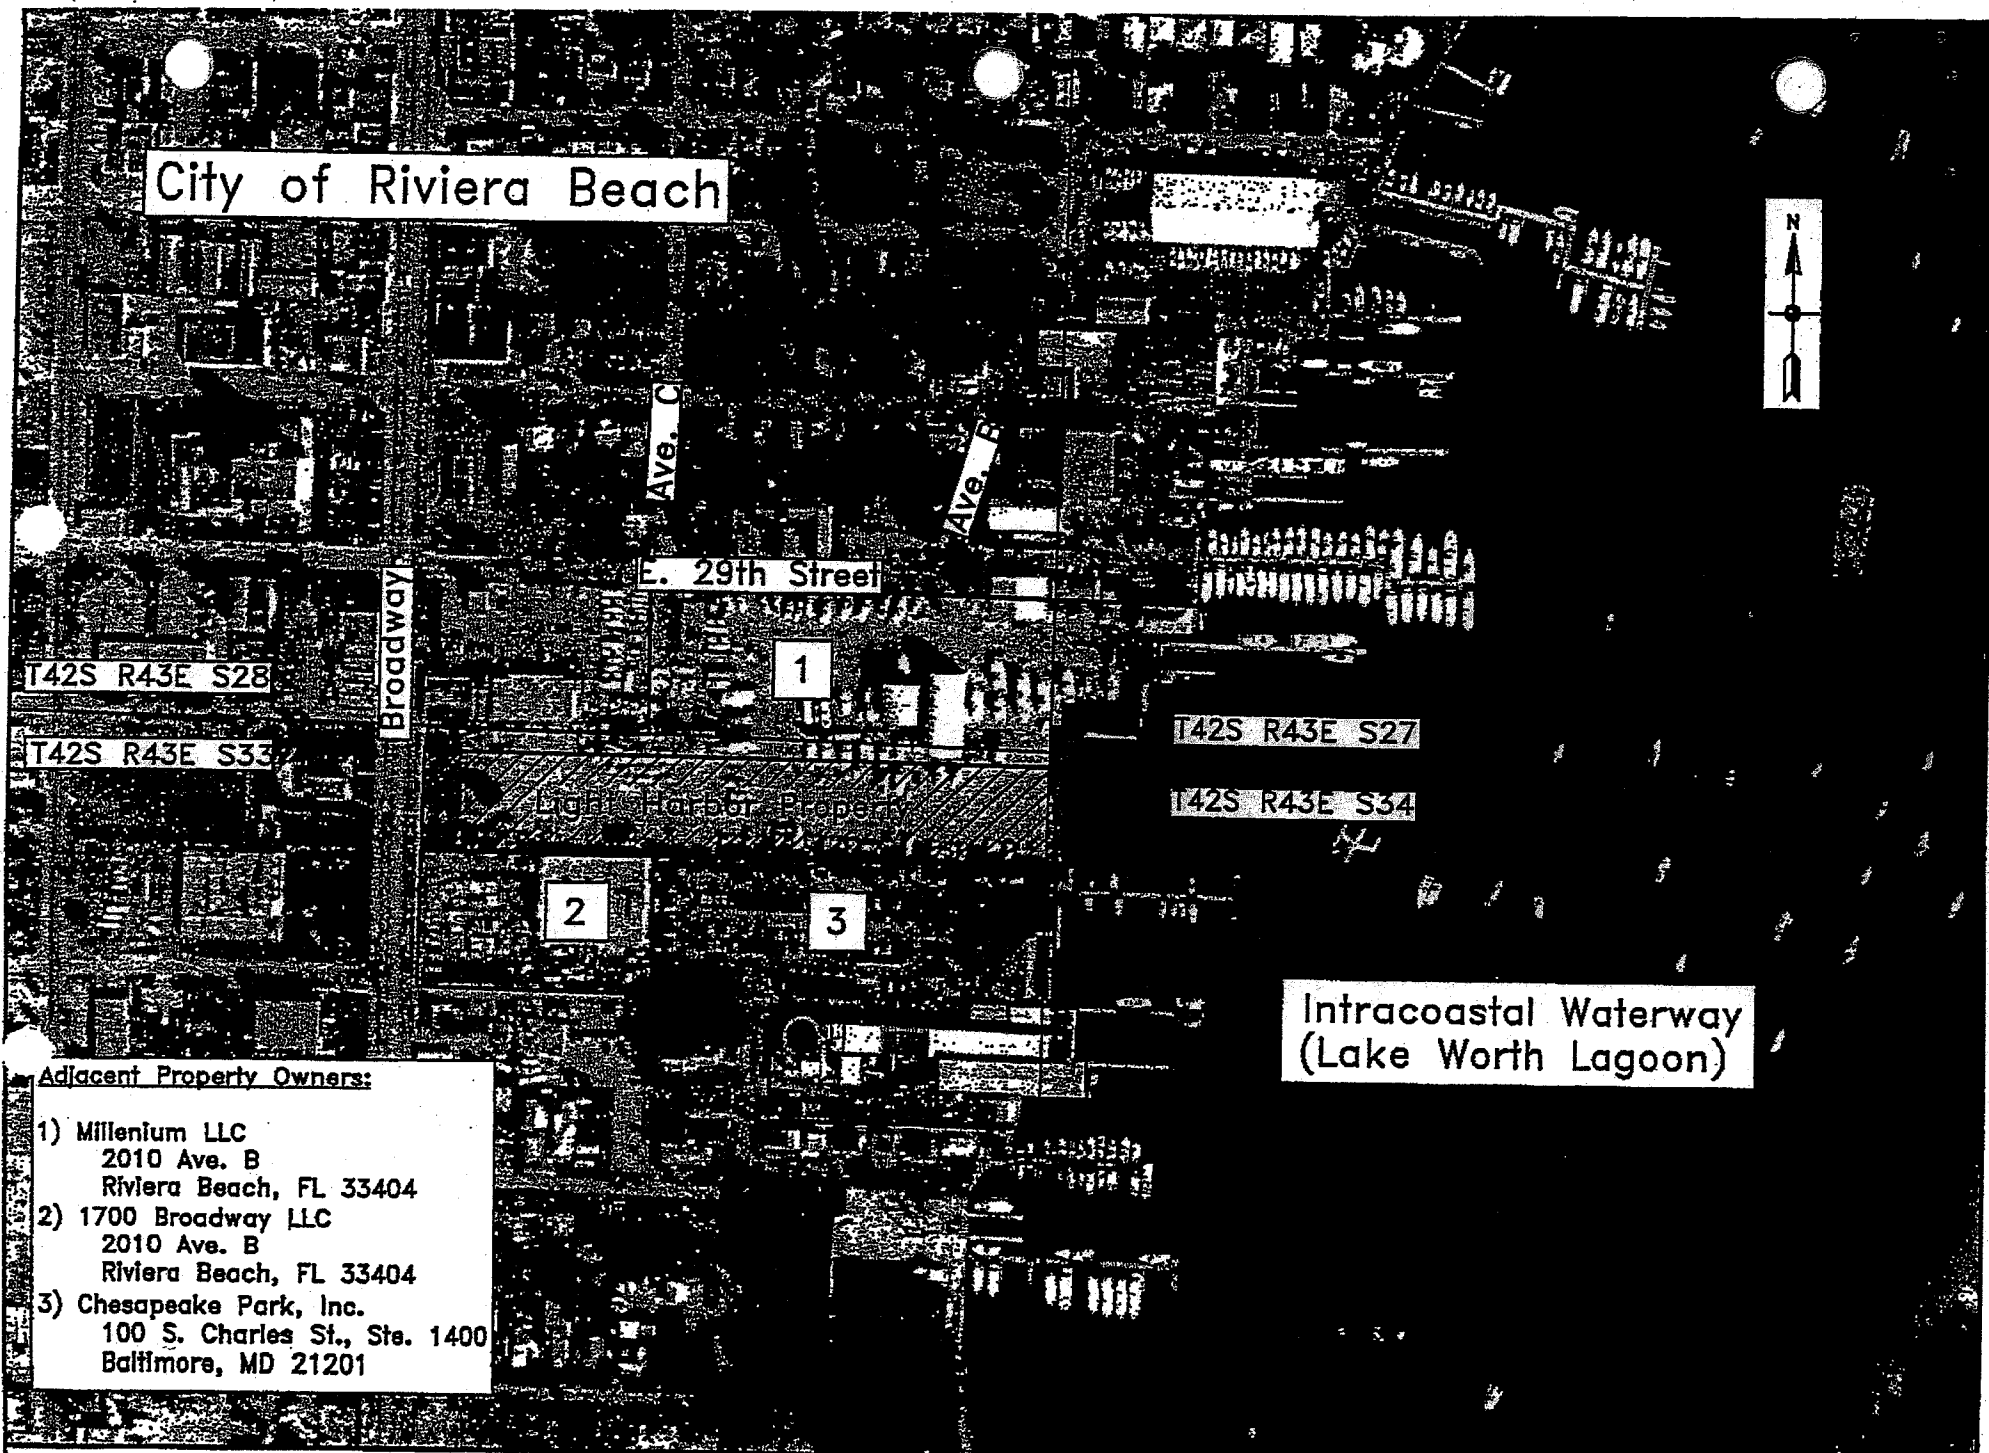 City of Riviera Beach
N
Ave. C
Ave. B
E. 29th Street
Broadway
1
T42S R43E S28
T42S R43E S27
T42S R43E S33
T42S R43E S34
Light Harbor Property
2
3
Intracoastal Waterway
(Lake Worth Lagoon)
Adjacent Property Owners:
1) Millenium LLC
2010 Ave. B
Riviera Beach, FL 33404
2) 1700 Broadway LLC
2010 Ave. B
Riviera Beach, FL 33404
3) Chesapeake Park, Inc.
100 S. Charles St., Ste. 1400
Baltimore, MD 21201